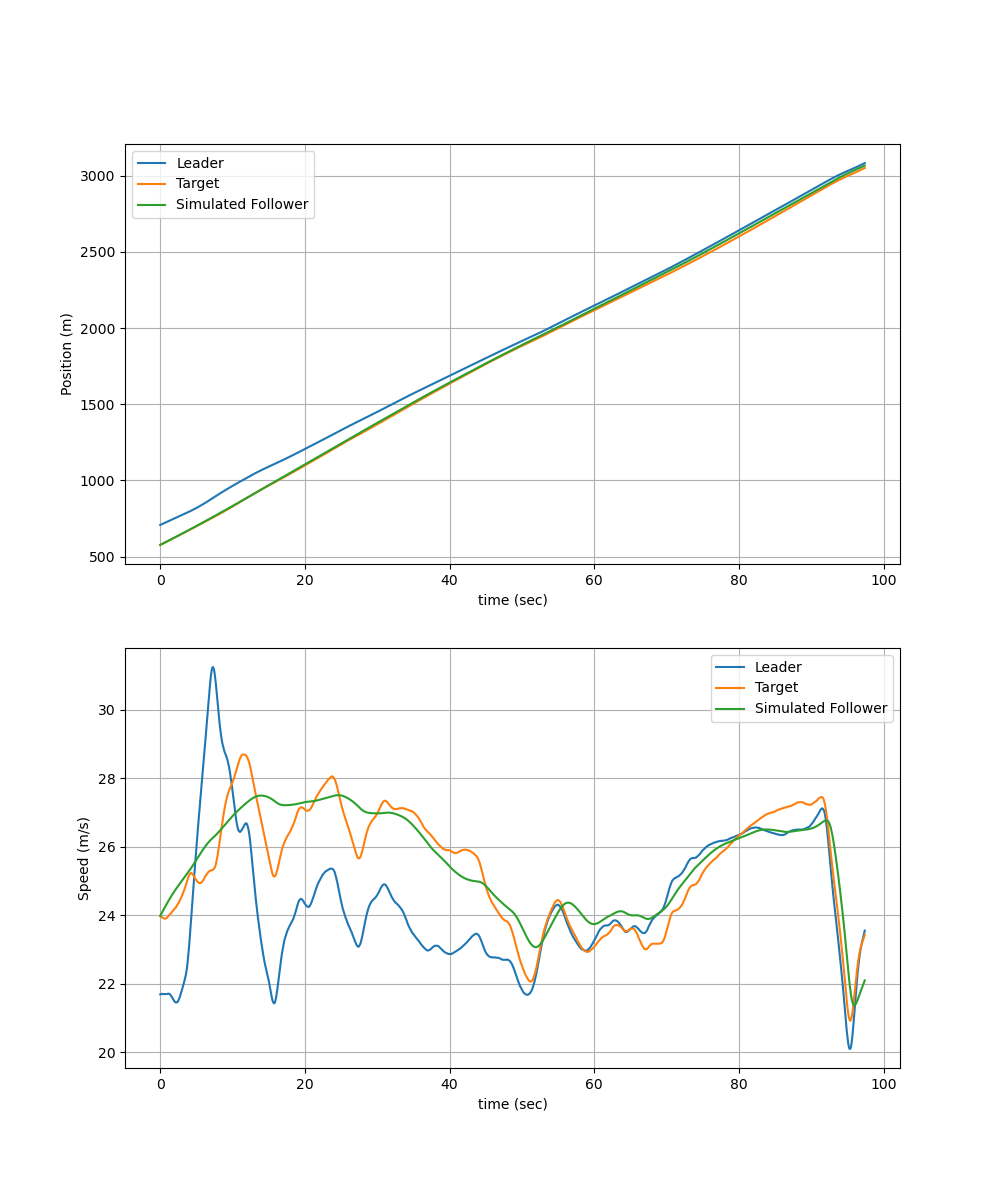 Leader
Target
Simulated Follower
3000
2500
2000
1500
1000
500
Position (m)
0 20 40 60 80 100
time (sec)
Leader
Target
Simulated Follower
30
28
26
24
22
20
Speed (m/s)
0 20 40 60 80 100
time (sec)